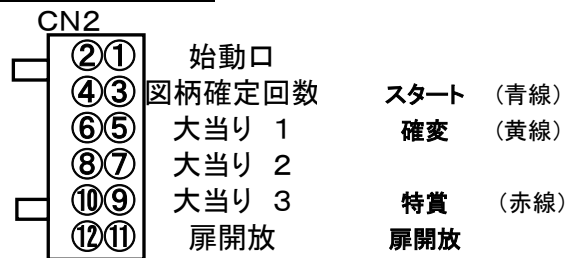 CN2
②① 始動口
④③ 図柄確定回数 スタート (青線)
⑥⑤ 大当り 1 確変 (黄線)
⑧⑦ 大当り 2
⑩⑨ 大当り 3 特賞 (赤線)
⑫⑪ 扉開放 扉開放